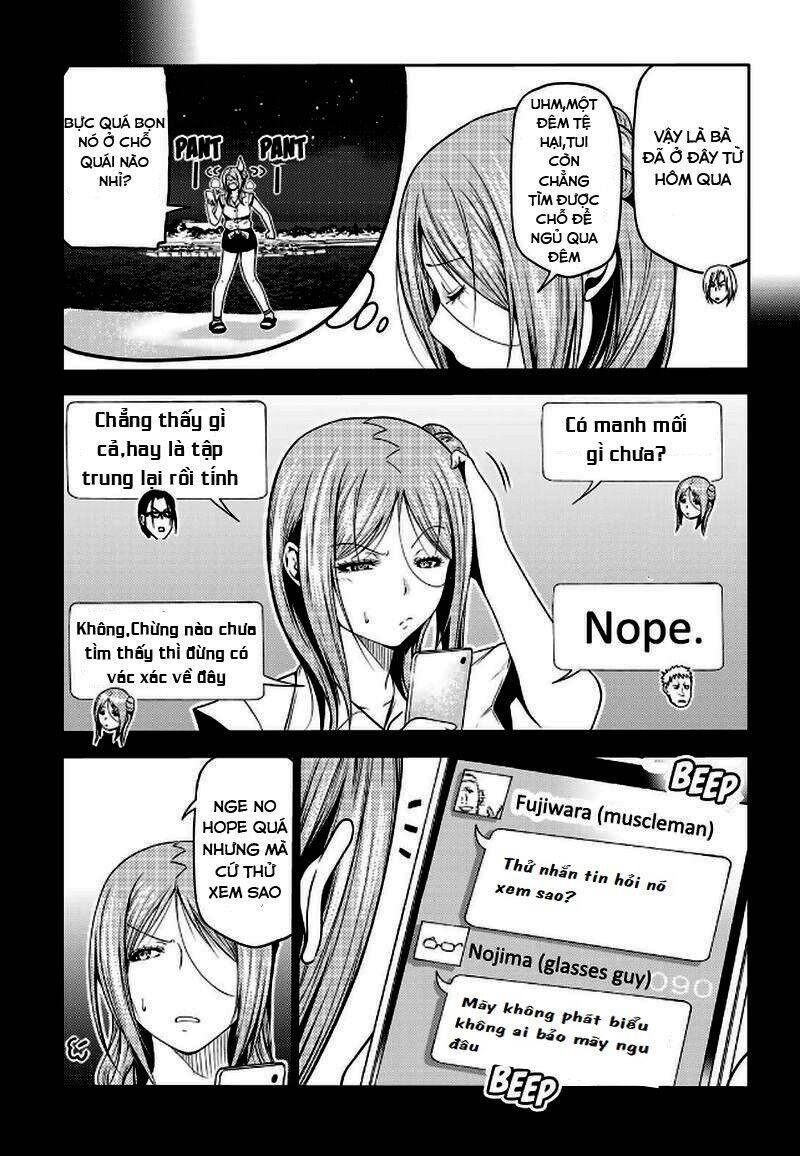 VẬY LÀ BÀ
ĐÃ Ở ĐÂY TỪ
HÔM QUA
UHM,MỘT
ĐÊM TỆ
HẠI,TUI
CÒN
CHẲNG
TÌM ĐƯỢC
CHỖ ĐỂ
NGỦ QUA
ĐÊM
BỰC QUÁ BỌN
NÓ Ở CHỖ
QUÁI NÀO
NHỈ?
PANT
PANT
Có manh mối
gì chưa?
Chẳng thấy gì
cả,hay là tập
trung lại rồi tính
Nope.
Không,Chừng nào chưa
tìm thấy thì đừng có
vác xác về đây
BEEP
Fujiwara (muscleman)
Thử nhắn tin hỏi nó
xem sao?
Nojima (glasses guy)
090
Mày không phát biểu
không ai bảo mày ngu
đâu
BEEP
NGE NO
HOPE QUÁ
NHƯNG MÀ
CỨ THỬ
XEM SAO